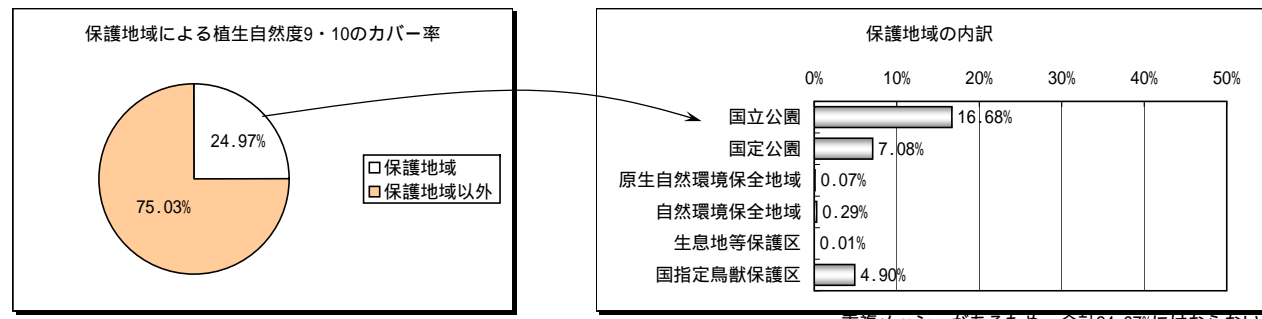 保護地域による植生自然度9・10のカバー率
24.97%
75.03%
保護地域
保護地域以外
保護地域の内訳
0% 10% 20% 30% 40% 50%
国立公園 16.68%
国定公園 7.08%
原生自然環境保全地域 0.07%
自然環境保全地域 0.29%
生息地等保護区 0.01%
国指定鳥獣保護区 4.90%